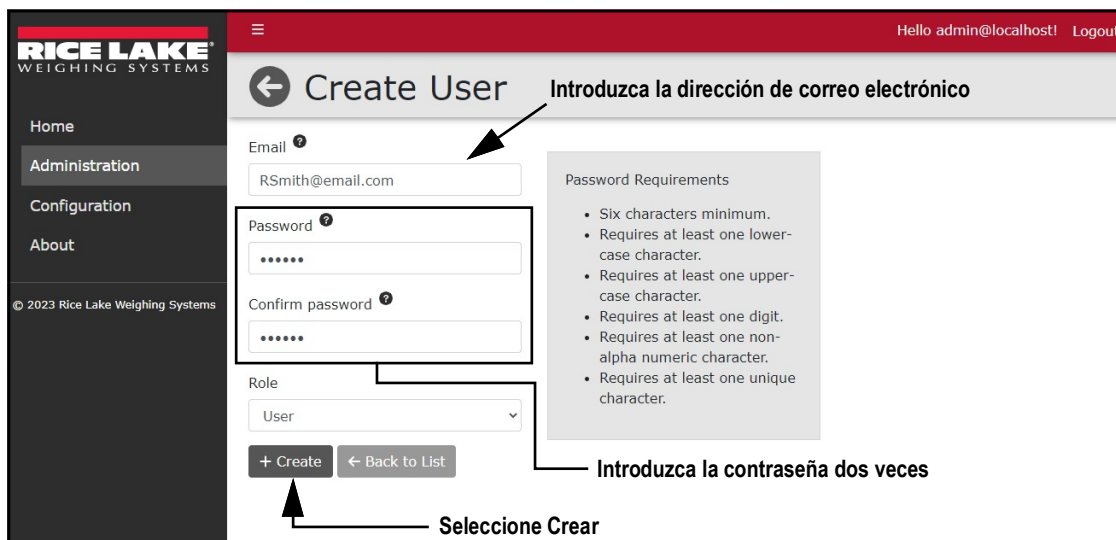 RICE LAKE®
WEIGHING SYSTEMS
Home
Administration
Configuration
About
© 2023 Rice Lake Weighing Systems
Hello admin@localhost! Logout
Create User
Introduzca la dirección de correo electrónico
Email
RSmith@email.com
Password
••••••
Confirm password
••••••
Role
User
+ Create
← Back to List
Password Requirements
• Six characters minimum.
• Requires at least one lower-
case character.
• Requires at least one upper-
case character.
• Requires at least one digit.
• Requires at least one non-
alpha numeric character.
• Requires at least one unique
character.
Introduzca la contraseña dos veces
Seleccione Crear